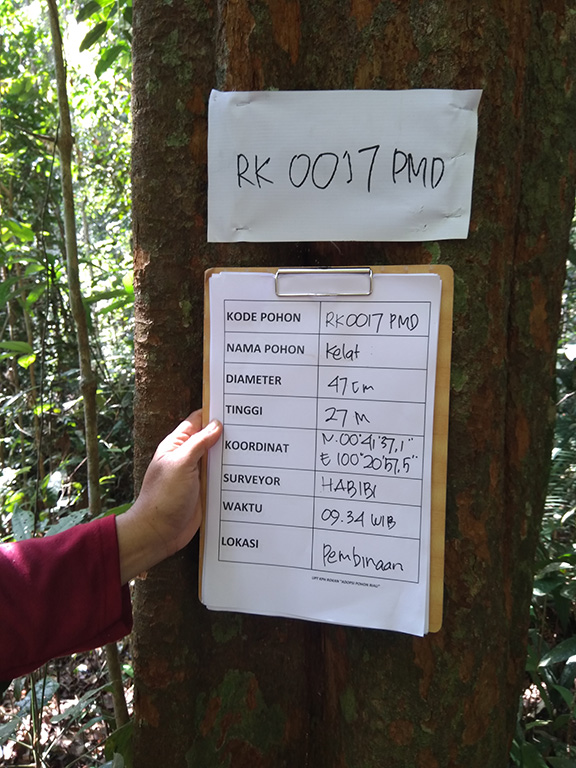 RK 0017 PMD
KODE POHON RK0017 PMD
NAMA POHON Kelat
DIAMETER 47 cm
TINGGI 27 M
KOORDINAT N. 00°41'37,1"
E 100°20'57,5"
SURVEYOR HABIBI
WAKTU 09.34 WIB
LOKASI Pembinaan
UPT KPH ROKAN "ADOPSI POHON RIAU"